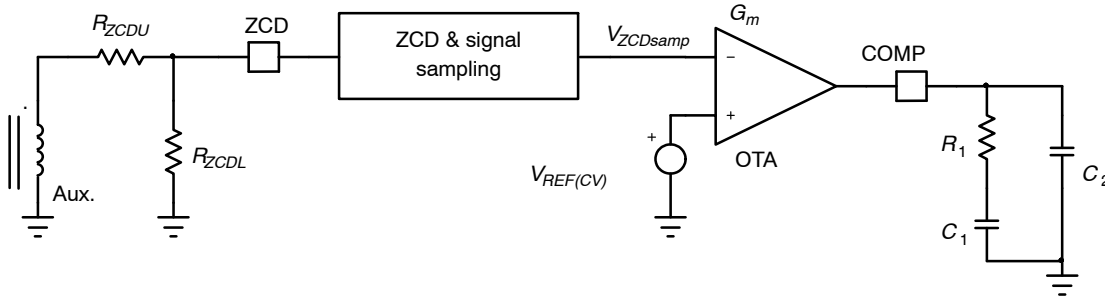 R_ZCDU
ZCD
ZCD & signal
sampling
V_ZCDsamp
G_m
−
+
OTA
COMP
R_ZCDL
Aux.
+
V_REF(CV)
R_1
C_1
C_2